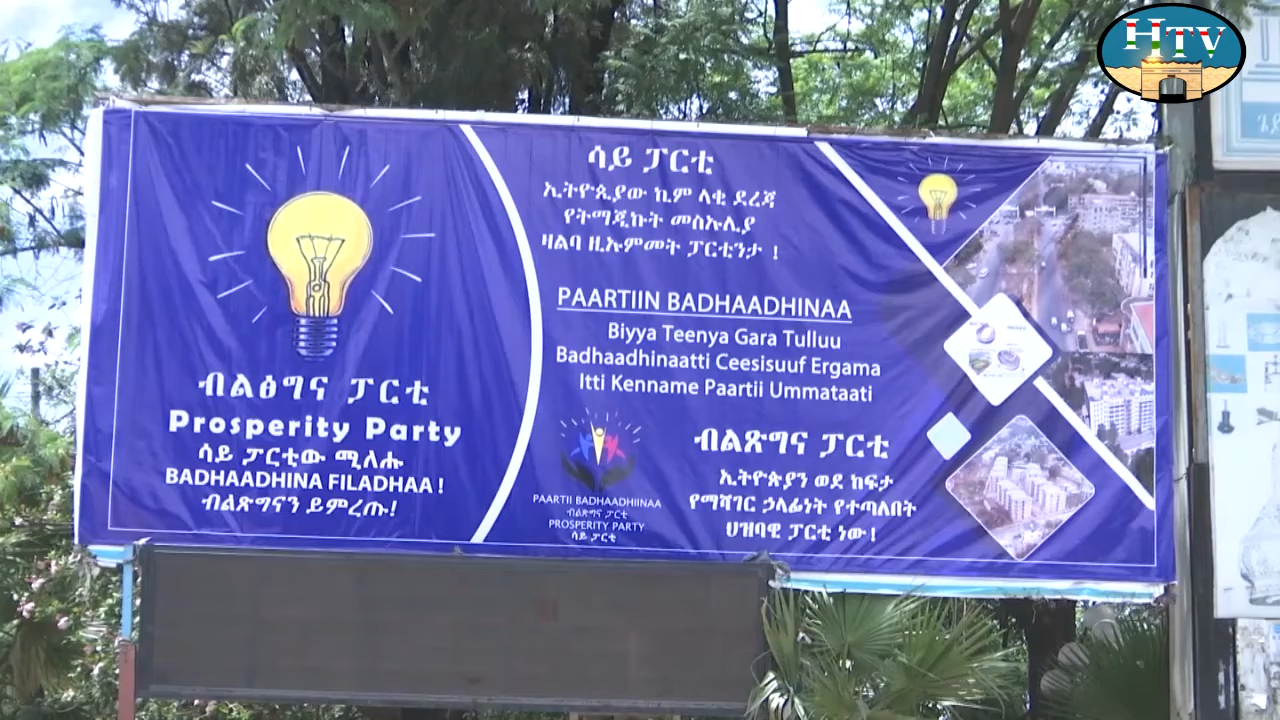 HTV
ብልፅግና ፓርቲ
Prosperity Party
ሳይ ፓርቲው ሚለሑ
BADHAADHINA FILADHAA!
ብልጽግናን ይምረጡ!
ሳይ ፓርቲ
ኢትዮጲያው ኪም ላቂ ደረጃ
የትማጂኩት መስኡሊያ
ዛልባ ዚኡምመት ፓርቲንታ !
PAARTIIN BADHAADHINAA
Biyya Teenya Gara Tulluu
Badhaadhinaatti Ceesisuuf Ergama
Itti Kenname Paartii Ummataati
PAARTII BADHAADHIINAA
ብልጽግና ፓርቲ
PROSPERITY PARTY
ሳይ ፓርቲ
ብልጽግና ፓርቲ
ኢትዮጵያን ወደ ከፍታ
የማሻገር ኃላፊነት የተጣለበት
ህዝባዊ ፓርቲ ነው!